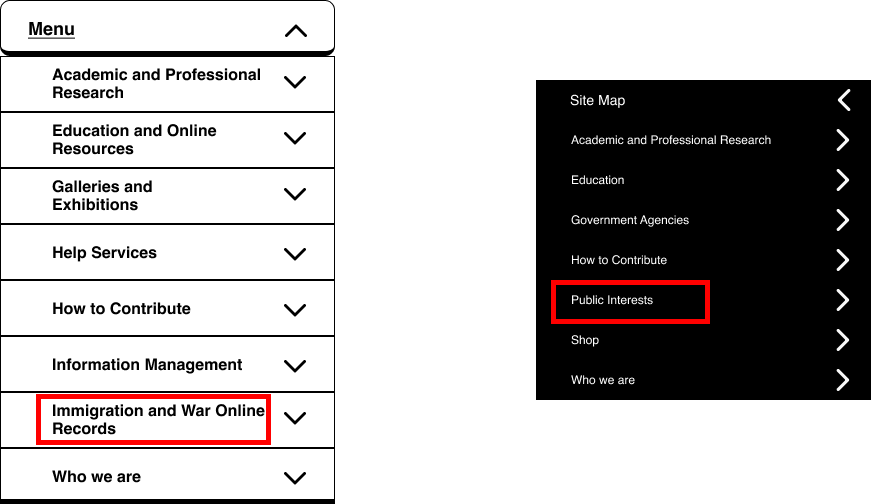 Menu
Academic and Professional
Research
Education and Online
Resources
Galleries and
Exhibitions
Help Services
How to Contribute
Information Management
Immigration and War Online
Records
Who we are
Site Map
Academic and Professional Research
Education
Government Agencies
How to Contribute
Public Interests
Shop
Who we are